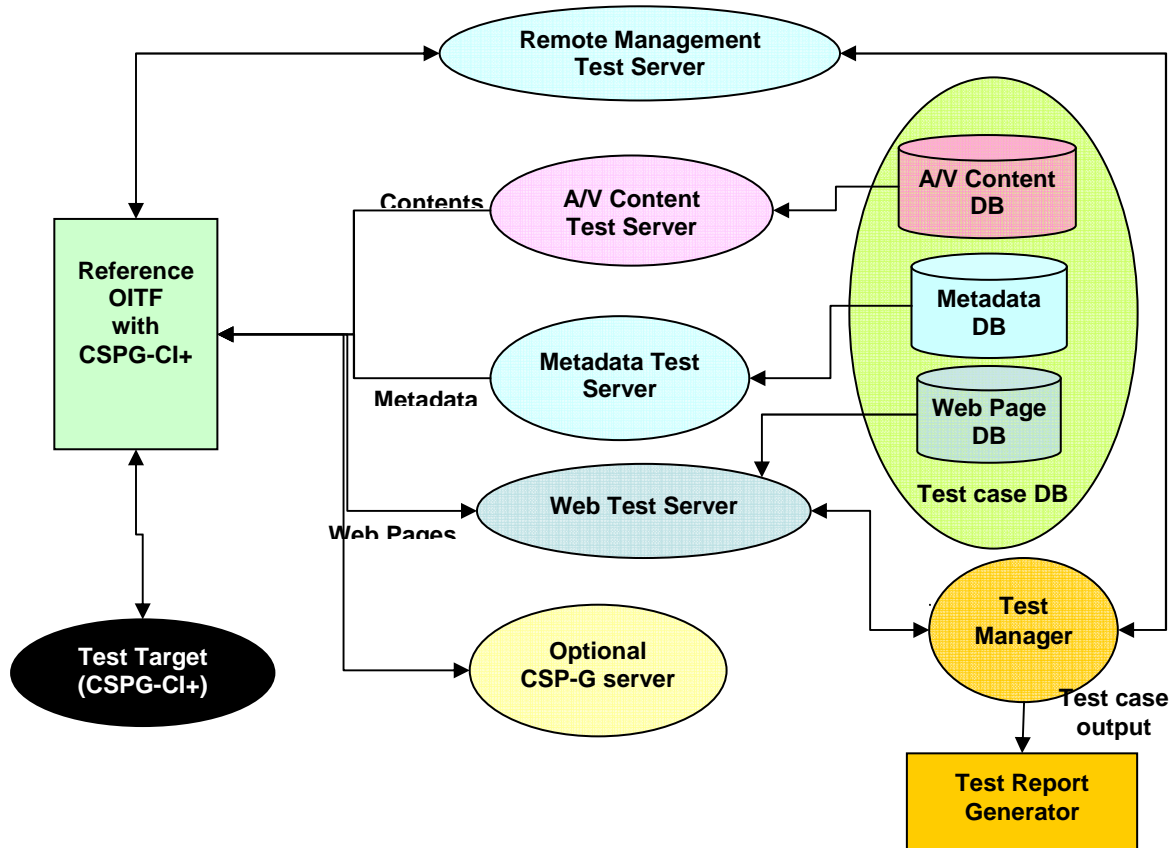 Remote Management
Test Server
A/V Content
DB
Contents
A/V Content
Test Server
Reference
OITF
with
CSPG-CI+
Metadata
DB
Metadata Test
Server
Metadata
Web Page
DB
Test case DB
Web Test Server
Web Pages
Test
Manager
Optional
CSP-G server
Test Target
(CSPG-CI+)
Test case
output
Test Report
Generator